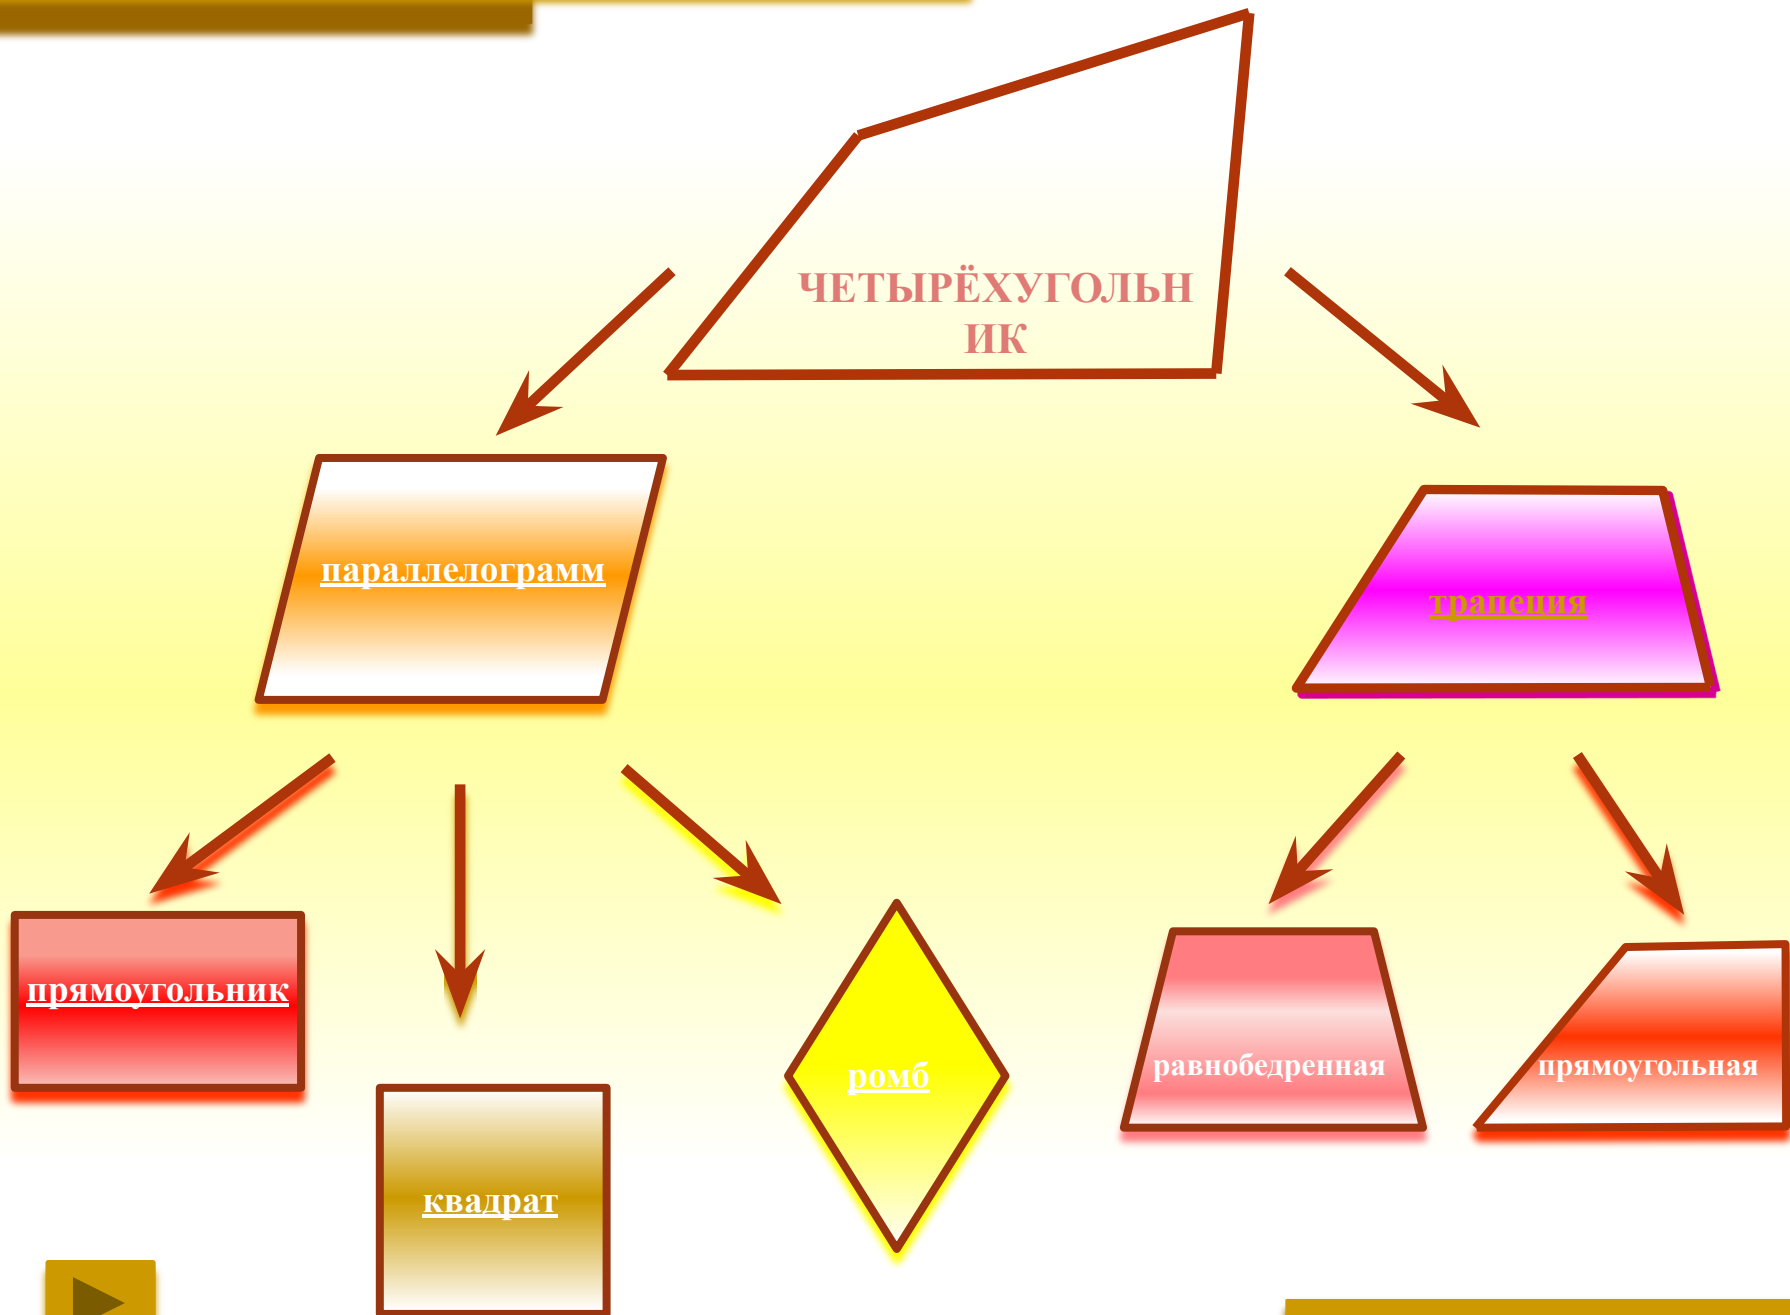 ЧЕТЫРЁХУГОЛЬН
ИК
параллелограмм
трапеция
прямоугольник
квадрат
ромб
равнобедренная
прямоугольная